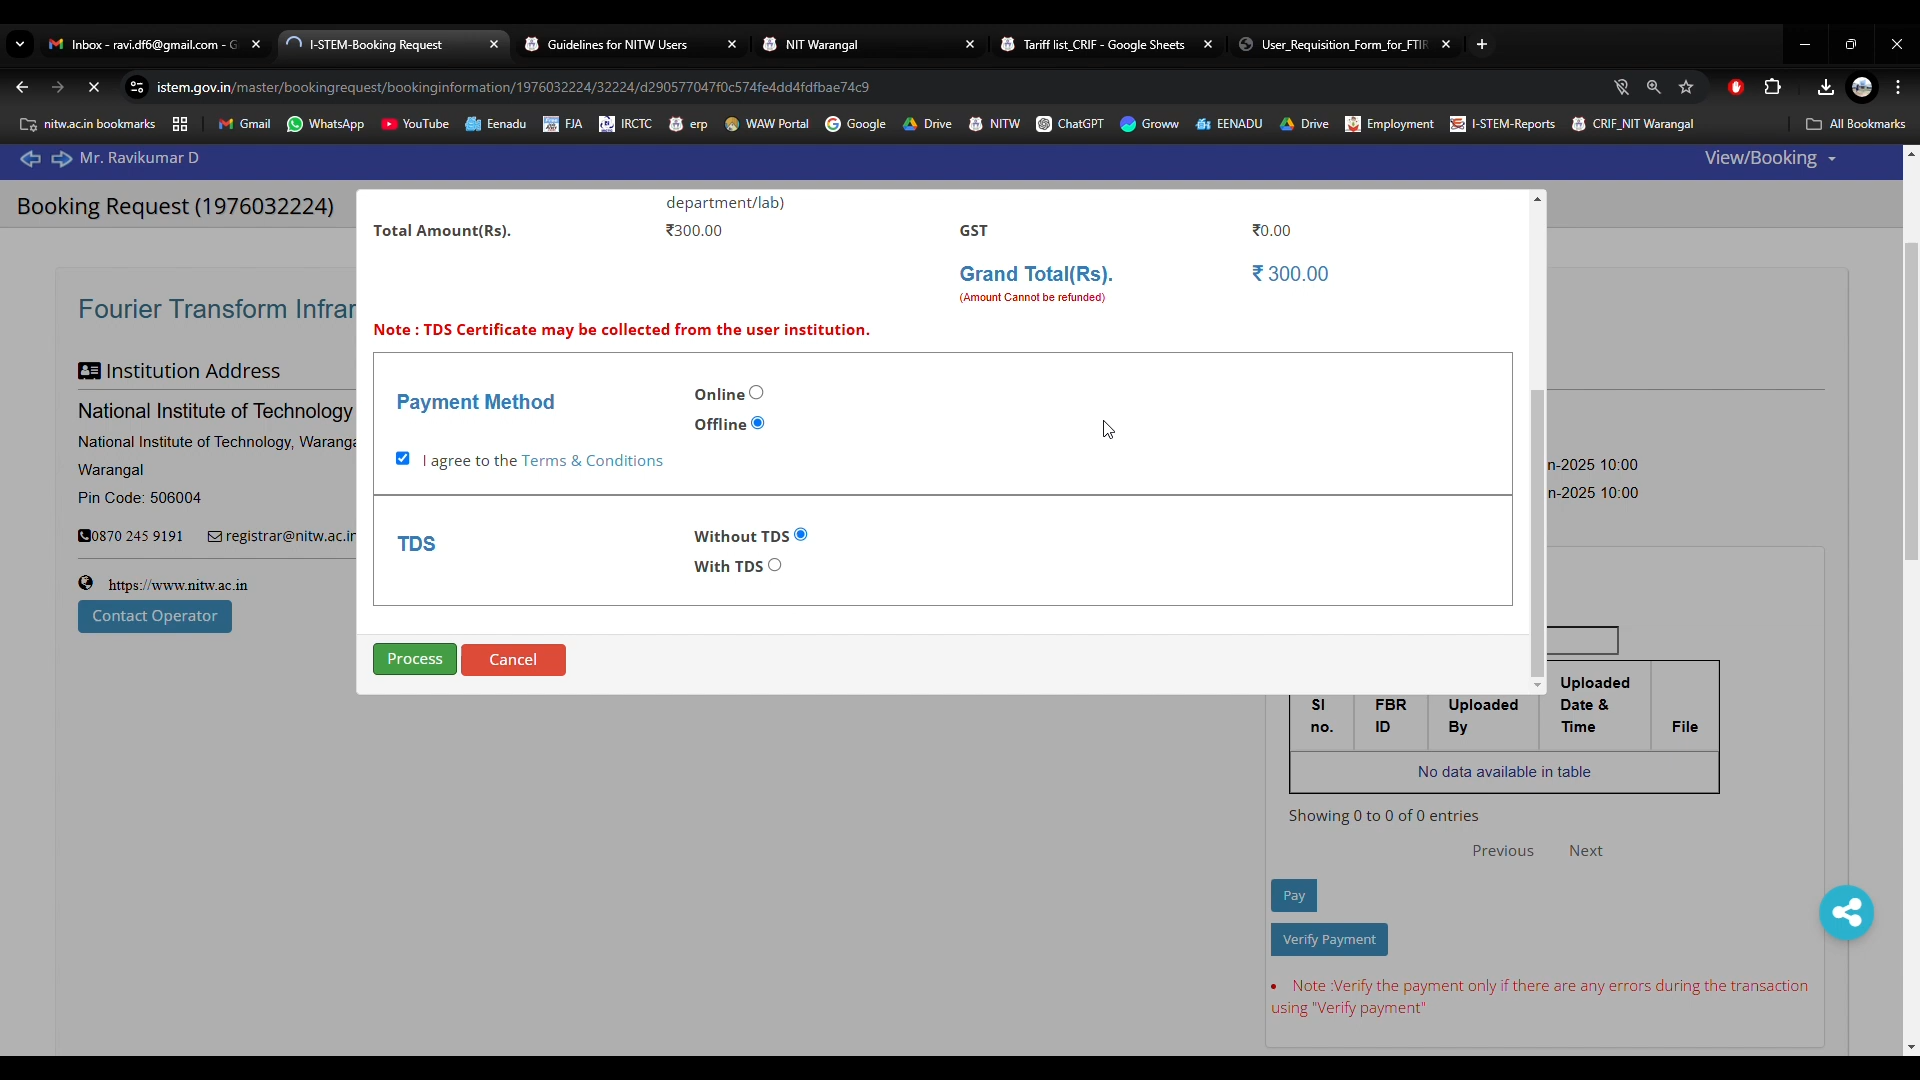 Inbox - ravi.df6@gmail.com - G
I-STEM-Booking Request
Guidelines for NITW Users
NIT Warangal
Tariff list_CRIF - Google Sheets
User_Requisition_Form_for_FTIR
istem.gov.in/master/bookingrequest/bookinginformation/1976032224/32224/d290577047f0c574fe4dd4fdfbae74c9
nitw.ac.in bookmarks
Gmail
WhatsApp
YouTube
Eenadu
FJA
IRCTC
erp
WAW Portal
Google
Drive
NITW
ChatGPT
Groww
EENADU
Drive
Employment
I-STEM-Reports
CRIF_NIT Warangal
All Bookmarks
Mr. Ravikumar D
View/Booking
Booking Request (1976032224)
department/lab)
Total Amount(Rs).
₹300.00
GST
₹0.00
Grand Total(Rs).
₹ 300.00
(Amount Cannot be refunded)
Note : TDS Certificate may be collected from the user institution.
Payment Method
Online
Offline
I agree to the Terms & Conditions
TDS
Without TDS
With TDS
Process
Cancel
Fourier Transform Infrar
Institution Address
National Institute of Technology
National Institute of Technology, Waranga
Warangal
Pin Code: 506004
0870 245 9191
registrar@nitw.ac.in
https://www.nitw.ac.in
Contact Operator
n-2025 10:00
n-2025 10:00
Sl no.
FBR ID
Uploaded By
Uploaded Date & Time
File
No data available in table
Showing 0 to 0 of 0 entries
Previous
Next
Pay
Verify Payment
Note :Verify the payment only if there are any errors during the transaction
using "Verify payment"